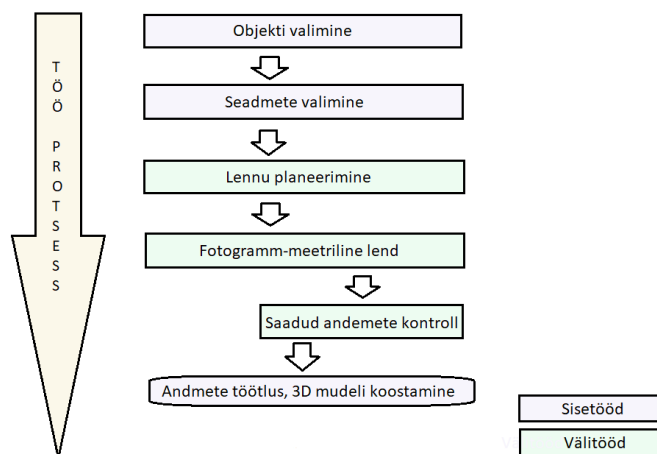 TÖÖ PROTSESS
Objekti valimine
Seadmete valimine
Lennu planeerimine
Fotogramm-meetriline lend
Saadud andemete kontroll
Andmete töötlus, 3D mudeli koostamine
Sisetööd
Välitööd